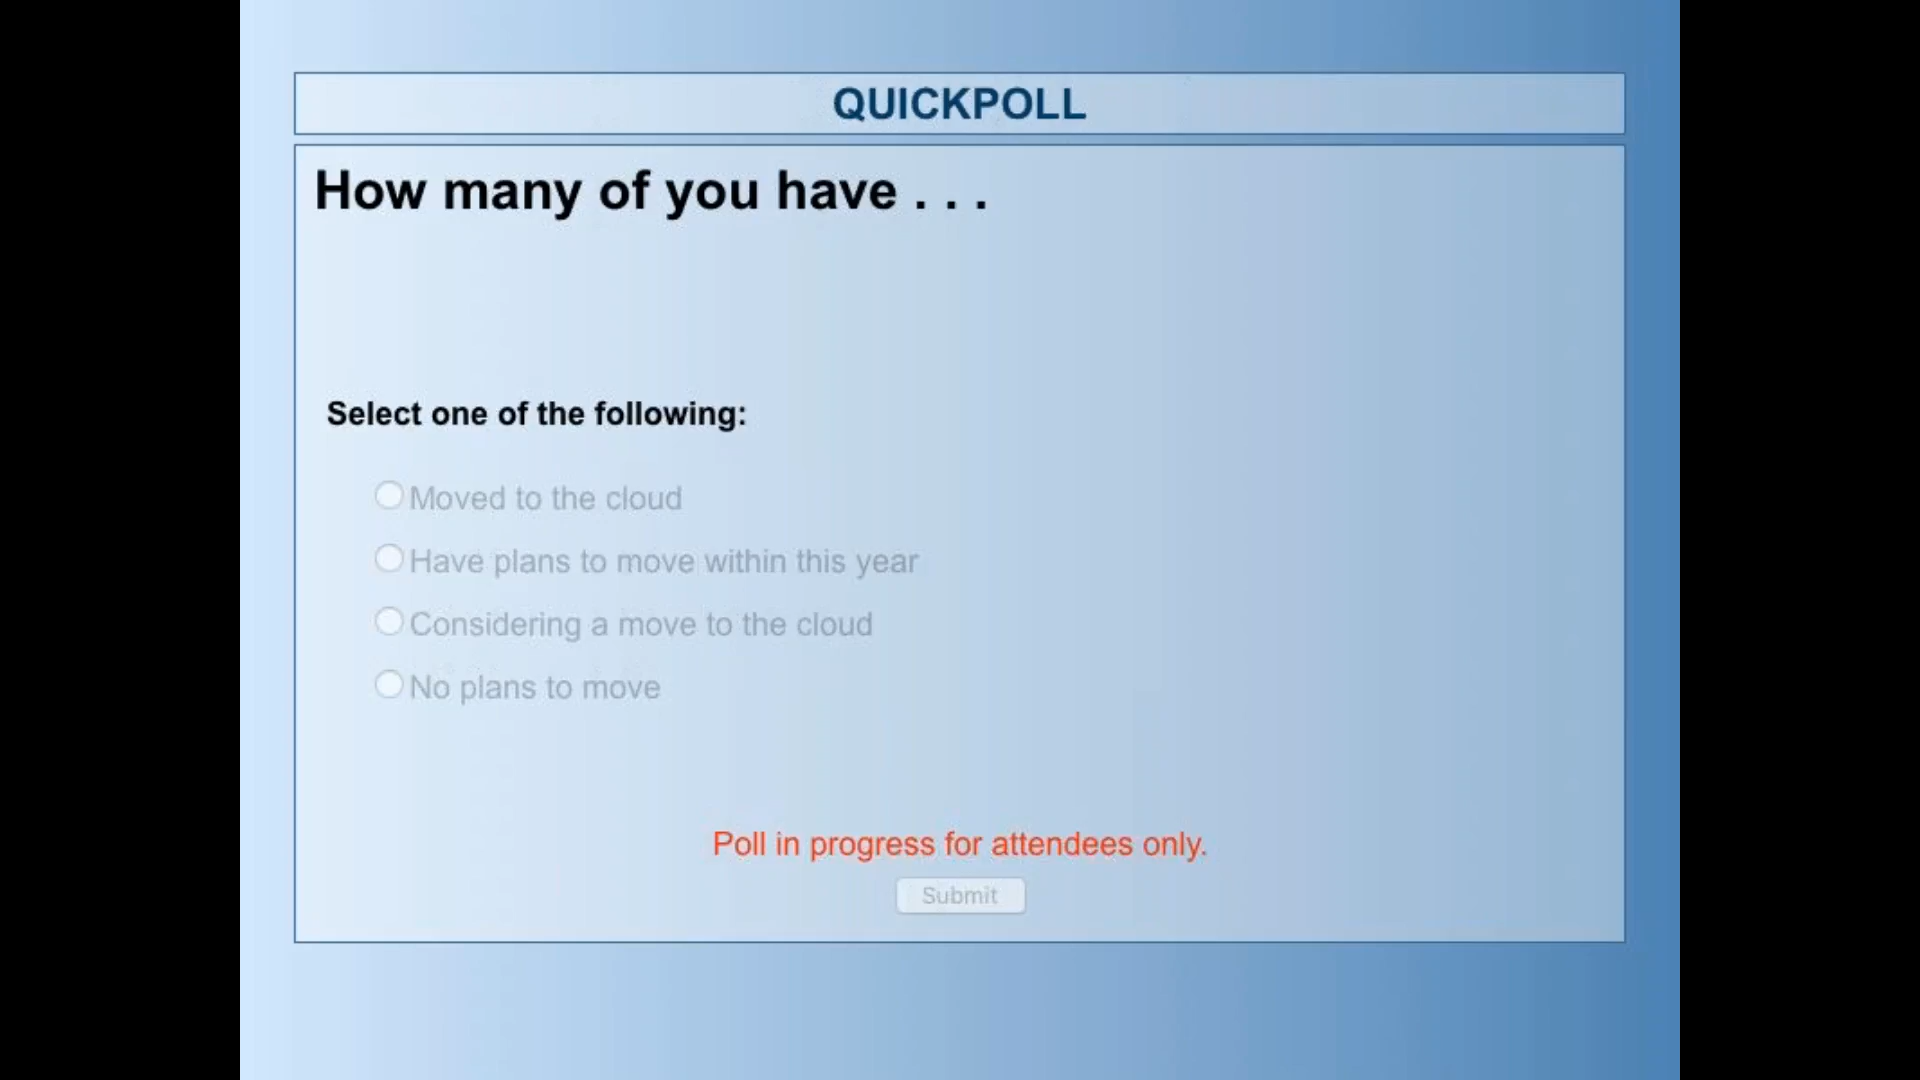 QUICKPOLL
How many of you have . . .
Select one of the following:
Moved to the cloud
Have plans to move within this year
Considering a move to the cloud
No plans to move
Poll in progress for attendees only.
Submit